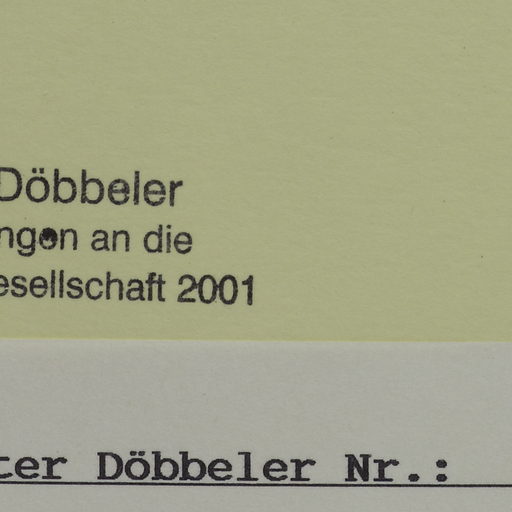 Döbbeler
ngen an die
esellschaft 2001
ter Döbbeler Nr.: